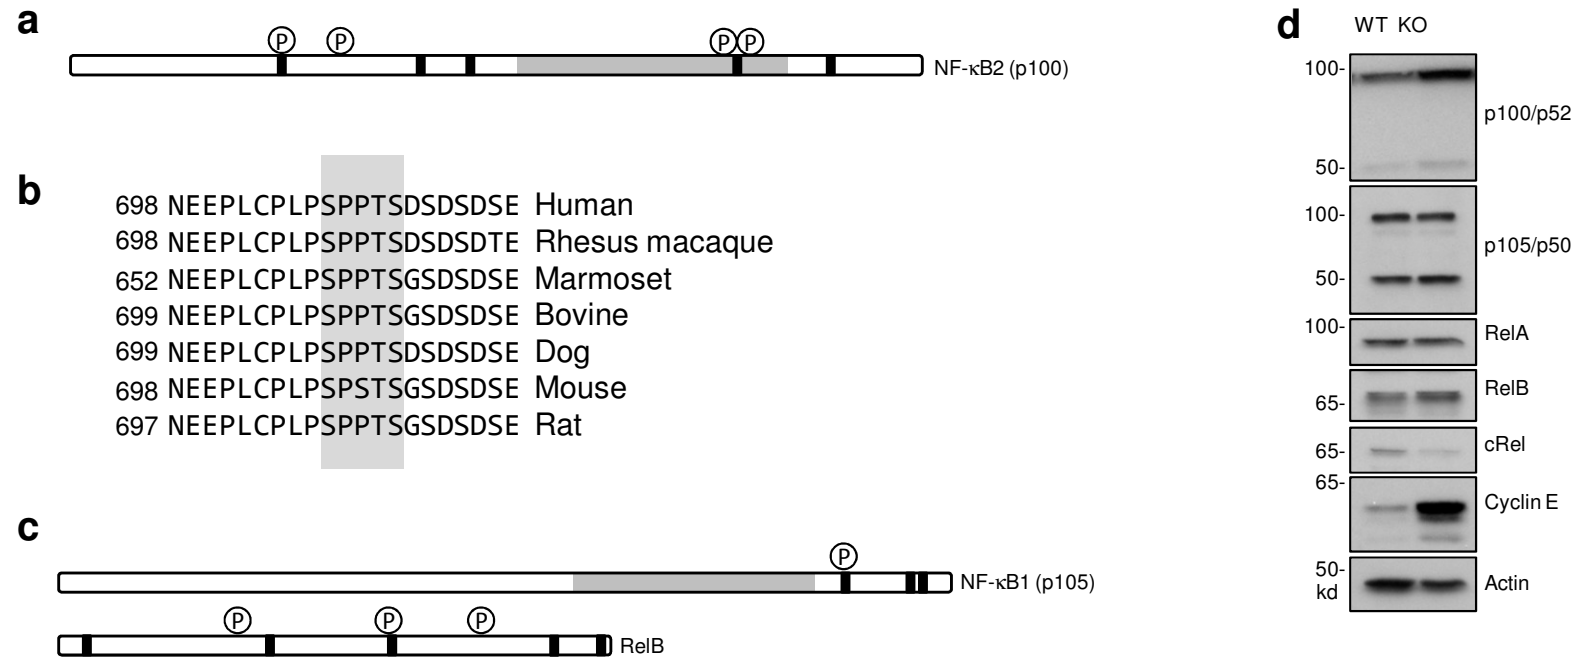 a
P P P P
NF-κB2 (p100)
b
698 NEEPLCPLPSPPTSDSDSDSE Human
698 NEEPLCPLPSPPTSDSDSDTE Rhesus macaque
652 NEEPLCPLPSPPTSGSDSDSE Marmoset
699 NEEPLCPLPSPPTSGSDSDSE Bovine
699 NEEPLCPLPSPPTSDSDSDSE Dog
698 NEEPLCPLPSPSTSGSDSDSE Mouse
697 NEEPLCPLPSPPTSGSDSDSE Rat
c
P
NF-κB1 (p105)
P P P
RelB
d
WT KO
100-
p100/p52
50-
100-
p105/p50
50-
100-
RelA
RelB
65-
65- cRel
65-
Cyclin E
50-
kd
Actin